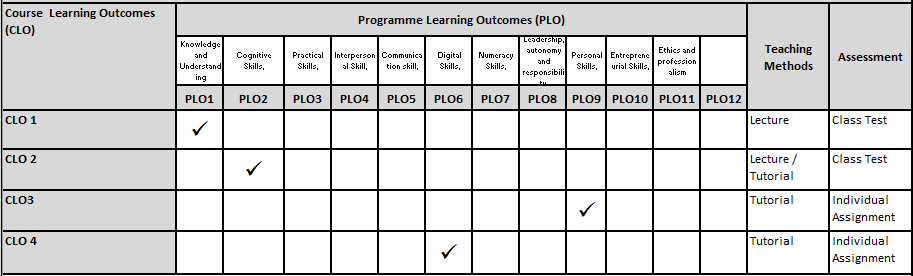 Course Learning Outcomes (CLO)
Programme Learning Outcomes (PLO)
Teaching Methods
Assessment
Knowledge and Understanding
Cognitive Skills,
Practical Skills,
Interpersonal Skill,
Communication skill,
Digital Skills,
Numeracy Skills,
Leadership, autonomy and responsibility
Personal Skills,
Entrepreneurial Skills,
Ethics and professionalism
PLO1 PLO2 PLO3 PLO4 PLO5 PLO6 PLO7 PLO8 PLO9 PLO10 PLO11 PLO12
CLO 1 ✓ Lecture Class Test
CLO 2 ✓ Lecture / Tutorial Class Test
CLO3 ✓ Tutorial Individual Assignment
CLO 4 ✓ Tutorial Individual Assignment